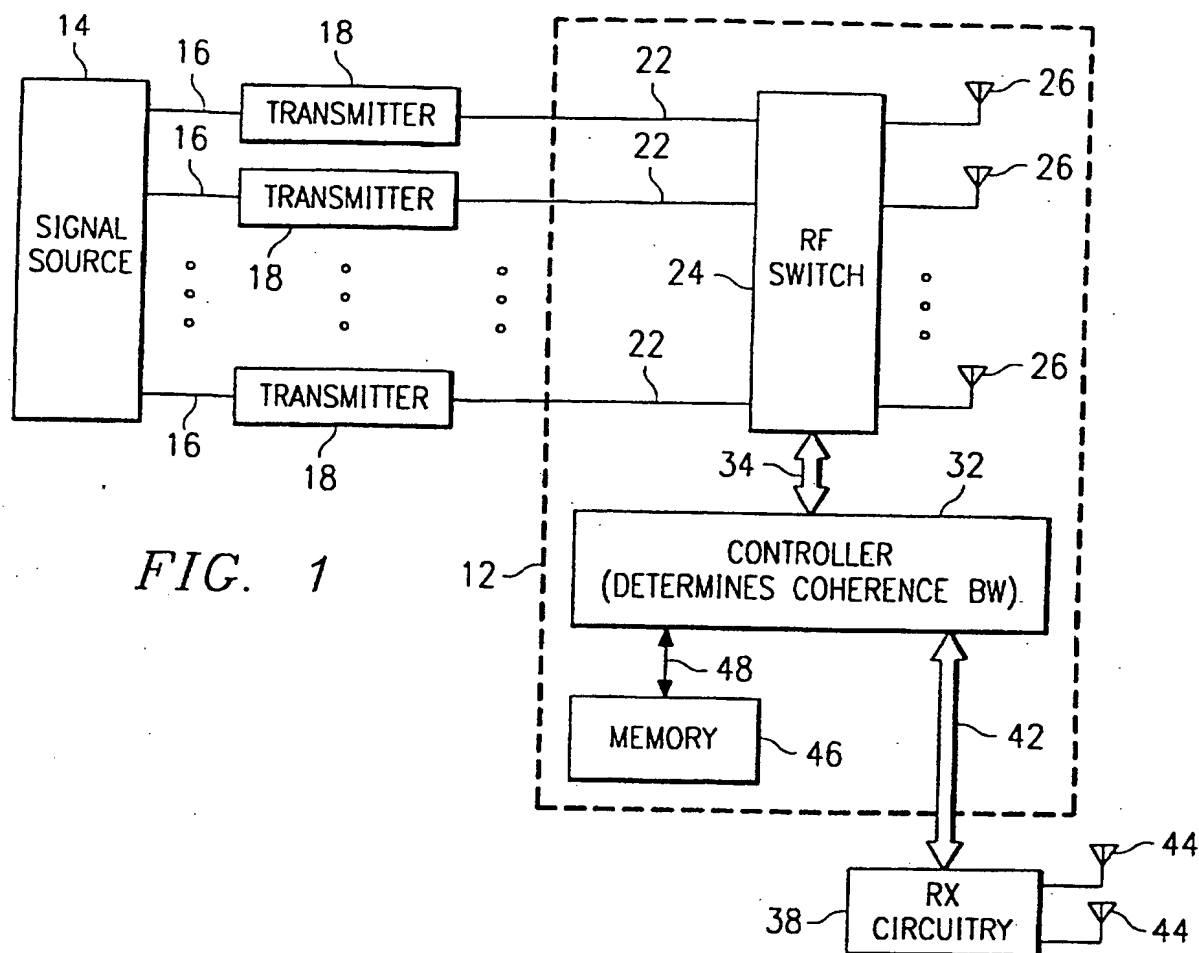 14
16
18
TRANSMITTER
22
26
16
TRANSMITTER
18
22
26
SIGNAL
SOURCE
24
RF
SWITCH
16
TRANSMITTER
18
22
26
34
32
FIG. 1
12
CONTROLLER
(DETERMINES COHERENCE BW)
48
MEMORY
46
42
38
RX
CIRCUITRY
44
44